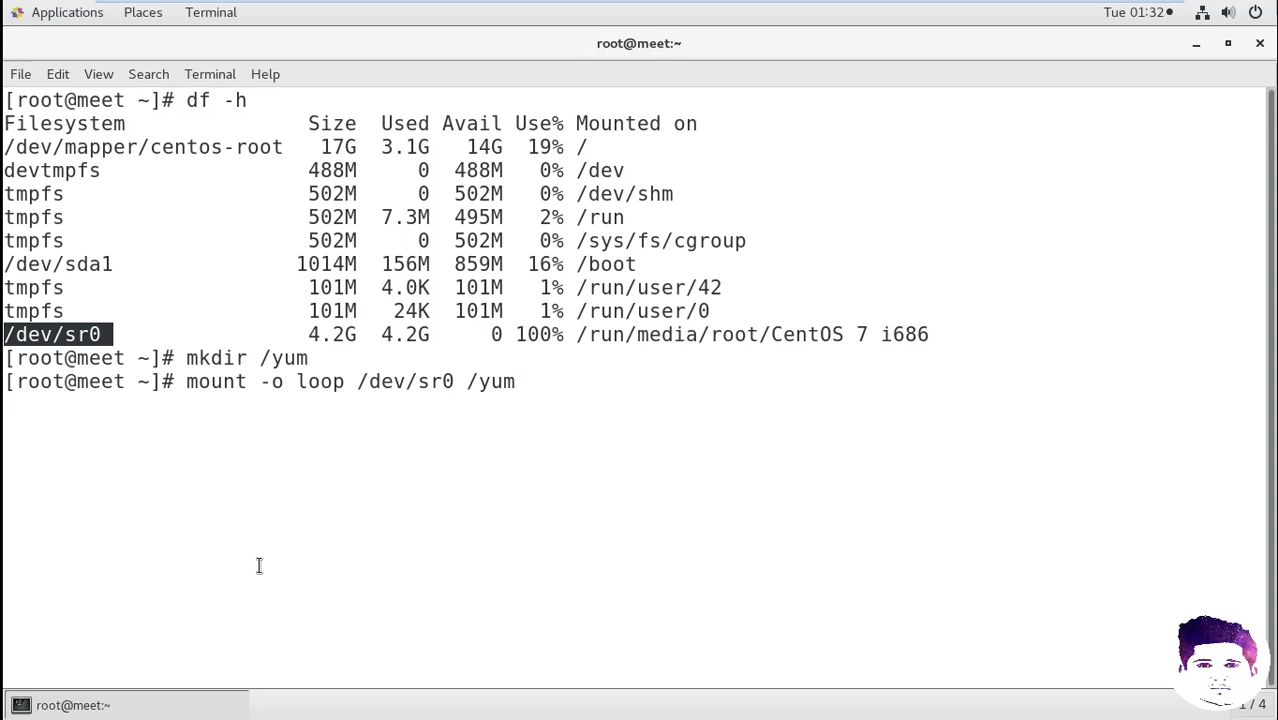 Applications Places Terminal Tue 01:32
root@meet:~
File Edit View Search Terminal Help
[root@meet ~]# df -h
Filesystem Size Used Avail Use% Mounted on
/dev/mapper/centos-root 17G 3.1G 14G 19% /
devtmpfs 488M 0 488M 0% /dev
tmpfs 502M 0 502M 0% /dev/shm
tmpfs 502M 7.3M 495M 2% /run
tmpfs 502M 0 502M 0% /sys/fs/cgroup
/dev/sda1 1014M 156M 859M 16% /boot
tmpfs 101M 4.0K 101M 1% /run/user/42
tmpfs 101M 24K 101M 1% /run/user/0
/dev/sr0 4.2G 4.2G 0 100% /run/media/root/CentOS 7 i686
[root@meet ~]# mkdir /yum
[root@meet ~]# mount -o loop /dev/sr0 /yum
root@meet:~ 1 / 4